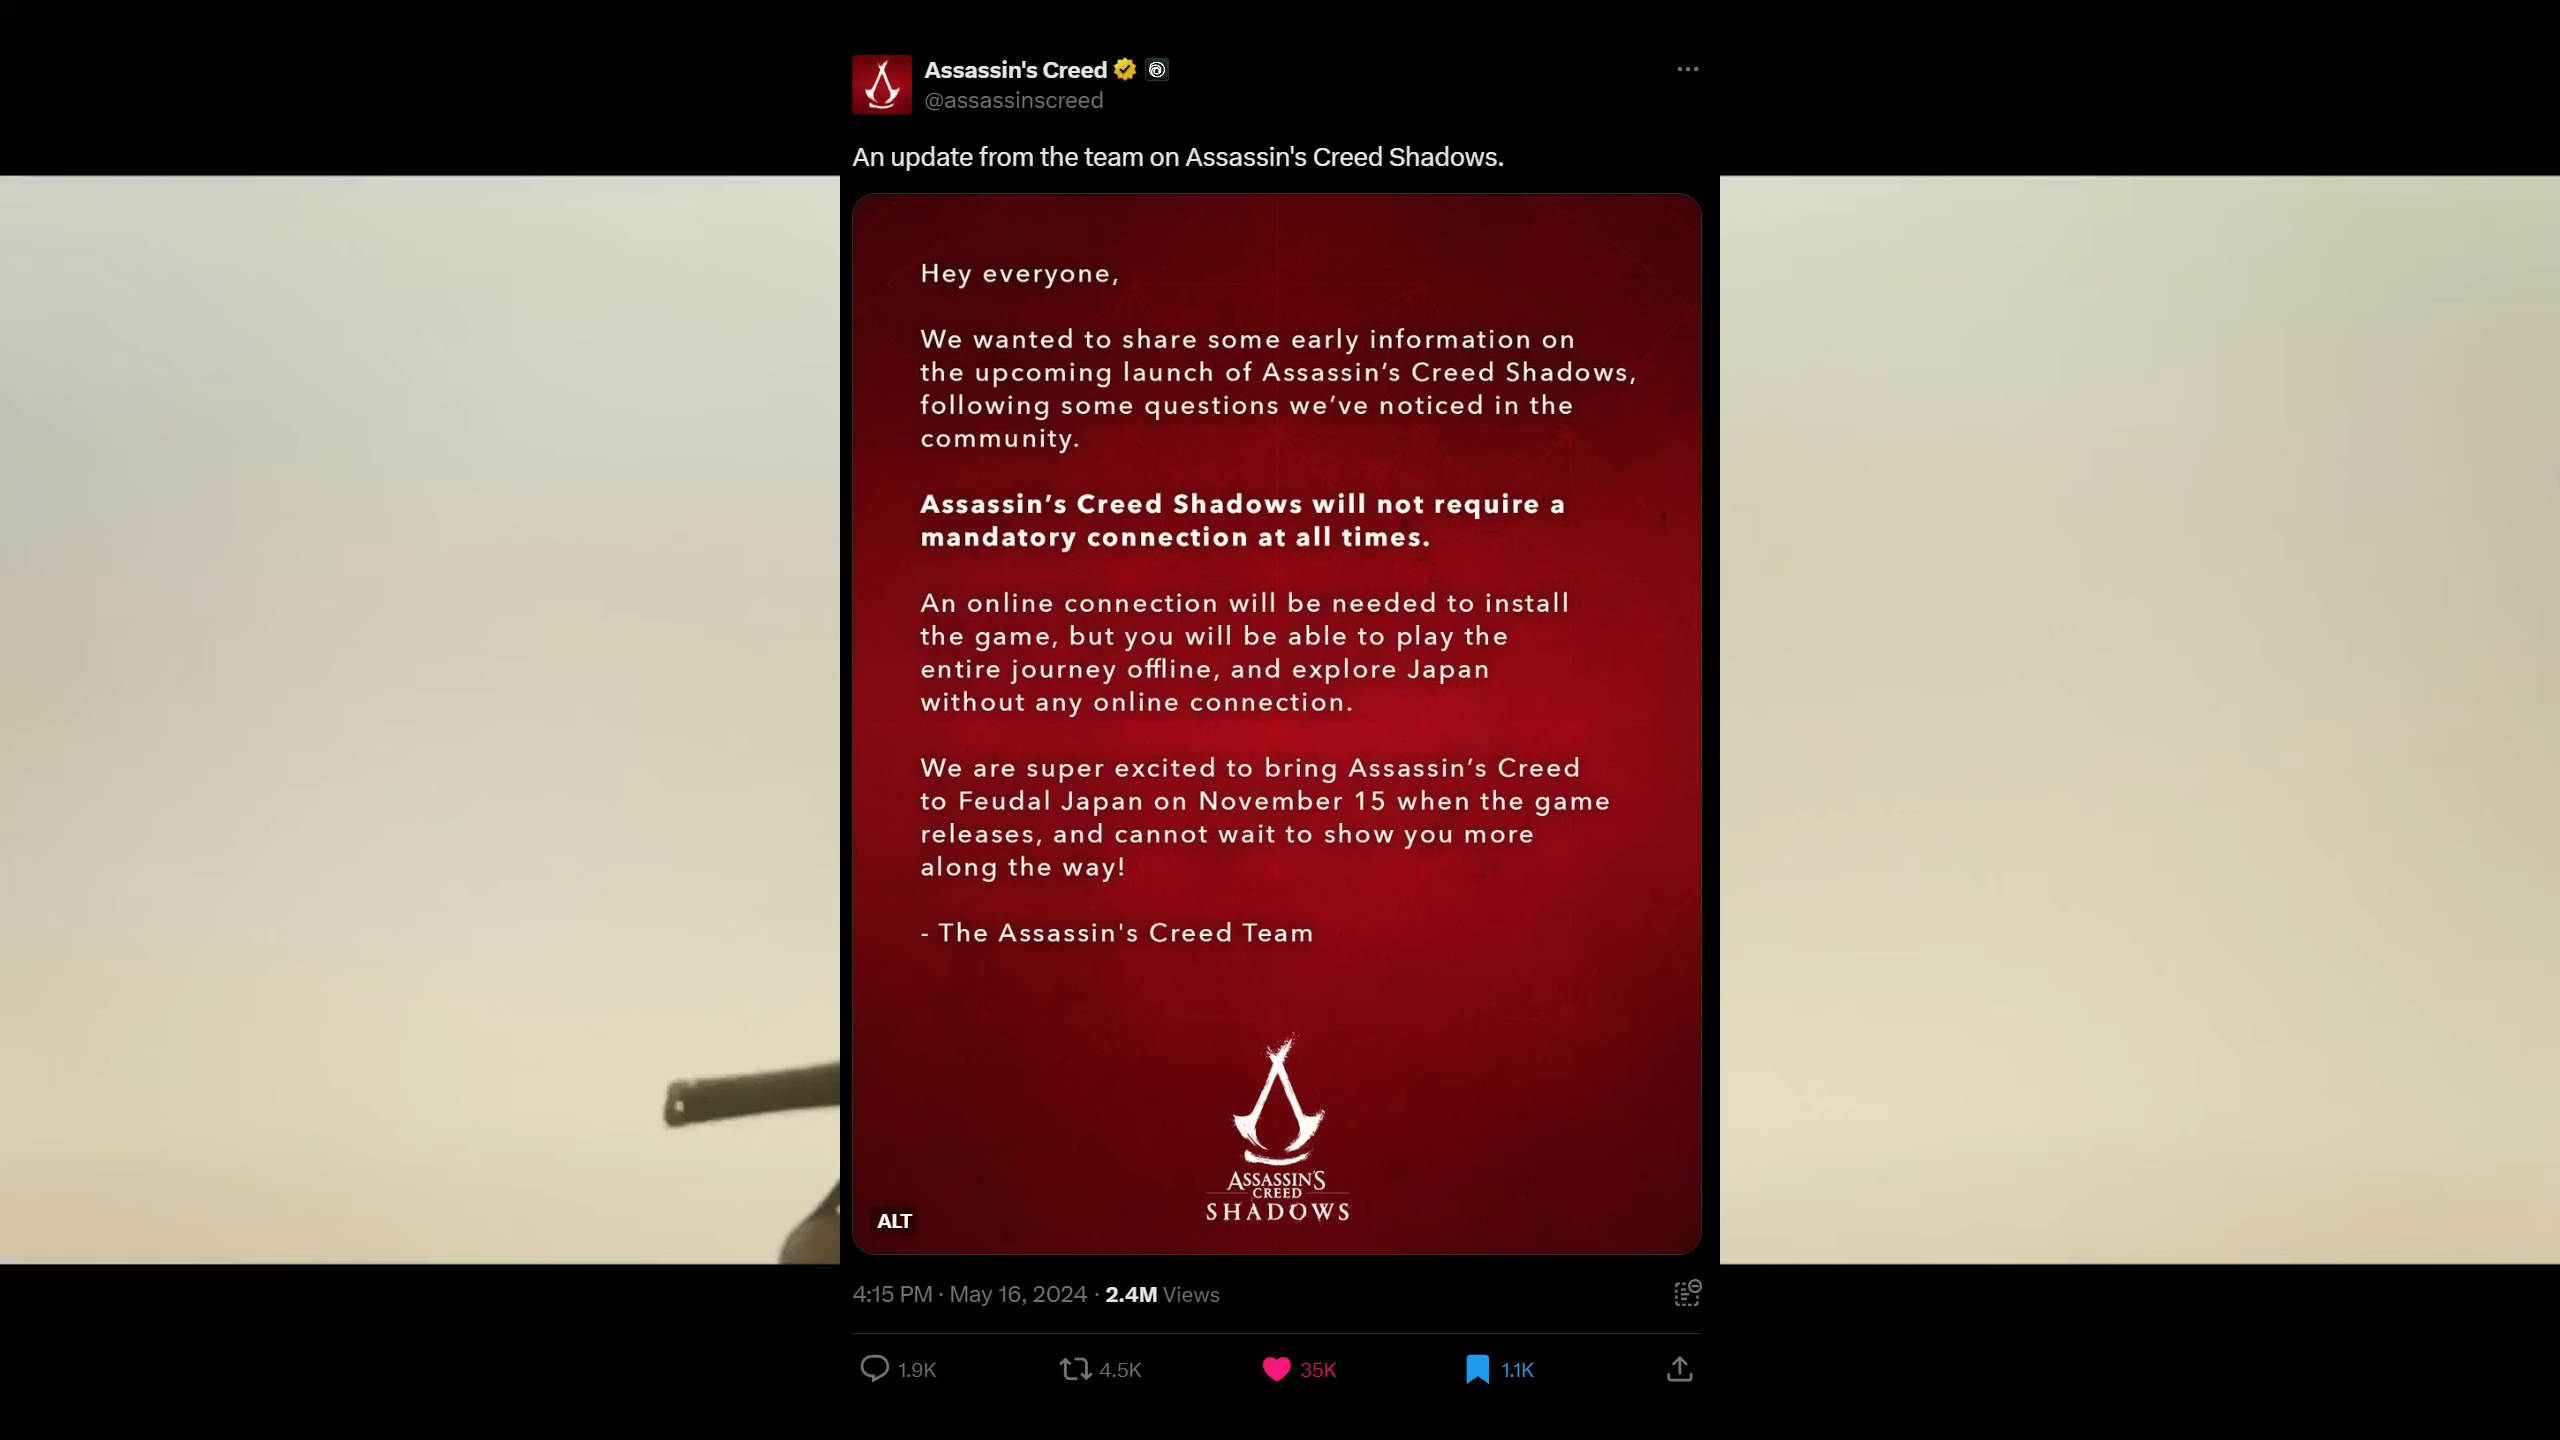 Assassin's Creed
@assassinscreed
An update from the team on Assassin's Creed Shadows.
Hey everyone,
We wanted to share some early information on
the upcoming launch of Assassin’s Creed Shadows,
following some questions we’ve noticed in the
community.
Assassin’s Creed Shadows will not require a
mandatory connection at all times.
An online connection will be needed to install
the game, but you will be able to play the
entire journey offline, and explore Japan
without any online connection.
We are super excited to bring Assassin’s Creed
to Feudal Japan on November 15 when the game
releases, and cannot wait to show you more
along the way!
- The Assassin's Creed Team
ASSASSIN'S
CREED
SHADOWS
ALT
4:15 PM · May 16, 2024 · 2.4M Views
1.9K 4.5K 35K 1.1K